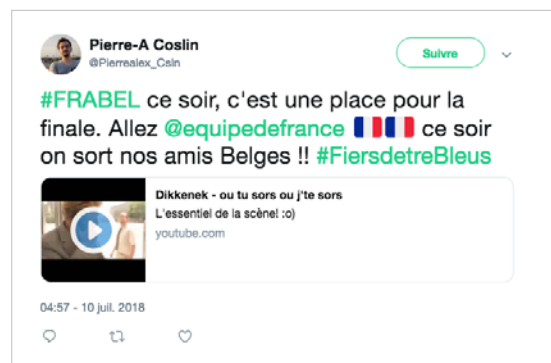 Pierre-A Coslin
@Pierrealex_Csln
Suivre
#FRABEL ce soir, c'est une place pour la
finale. Allez @equipedefrance 🇫🇷🇫🇷 ce soir
on sort nos amis Belges !! #FiersdetreBleus
Dikkenek - ou tu sors ou j'te sors
L'essentiel de la scène! :o)
youtube.com
04:57 - 10 juil. 2018